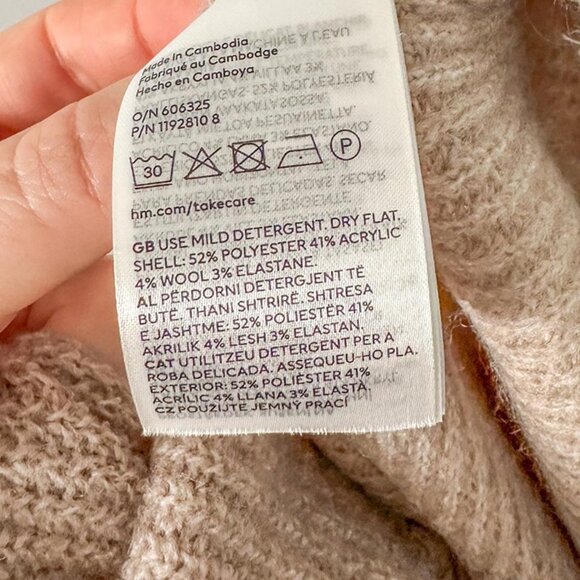 Made in Cambodia
Fabriqué au Cambodge
Hecho en Camboya
O/N 606325
P/N 1192810 8
30
P
hm.com/takecare
GB USE MILD DETERGENT. DRY FLAT.
SHELL: 52% POLYESTER 41% ACRYLIC
4% WOOL 3% ELASTANE.
AL PËRDORNI DETERGJENT TË
BUTË. THANI SHTRIRË. SHTRESA
E JASHTME: 52% POLIESTËR 41%
AKRILIK 4% LESH 3% ELASTAN.
CAT UTILITZEU DETERGENT PER A
ROBA DELICADA. ASSEQUEU-HO PLA.
EXTERIOR: 52% POLIÈSTER 41%
ACRÍLIC 4% LLANA 3% ELASTÀ.
CZ POUŽIJTE JEMNÝ PRACÍ